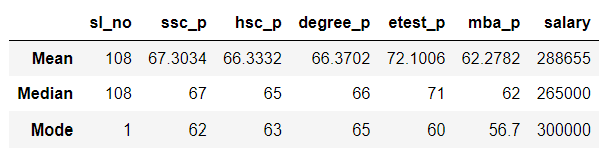 sl_no ssc_p hsc_p degree_p etest_p mba_p salary
Mean 108 67.3034 66.3332 66.3702 72.1006 62.2782 288655
Median 108 67 65 66 71 62 265000
Mode 1 62 63 65 60 56.7 300000